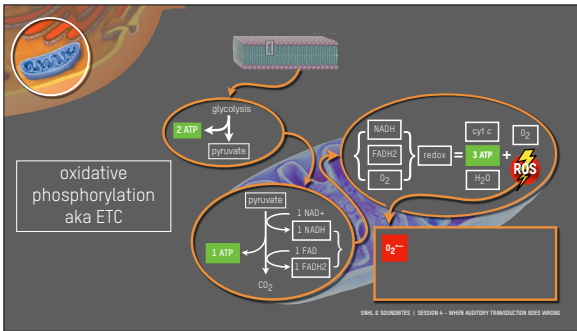 glycolysis
2 ATP
pyruvate
NADH
FADH2
O₂
redox
=
cyt c
3 ATP
H₂O
+
O₂
ROS
oxidative
phosphorylation
aka ETC
pyruvate
1 NAD+
1 NADH
1 ATP
1 FAD
1 FADH2
CO₂
O₂•—
SNHL & SOUNDBITES | SESSION 4 – WHEN AUDITORY TRANSDUCTION GOES WRONG